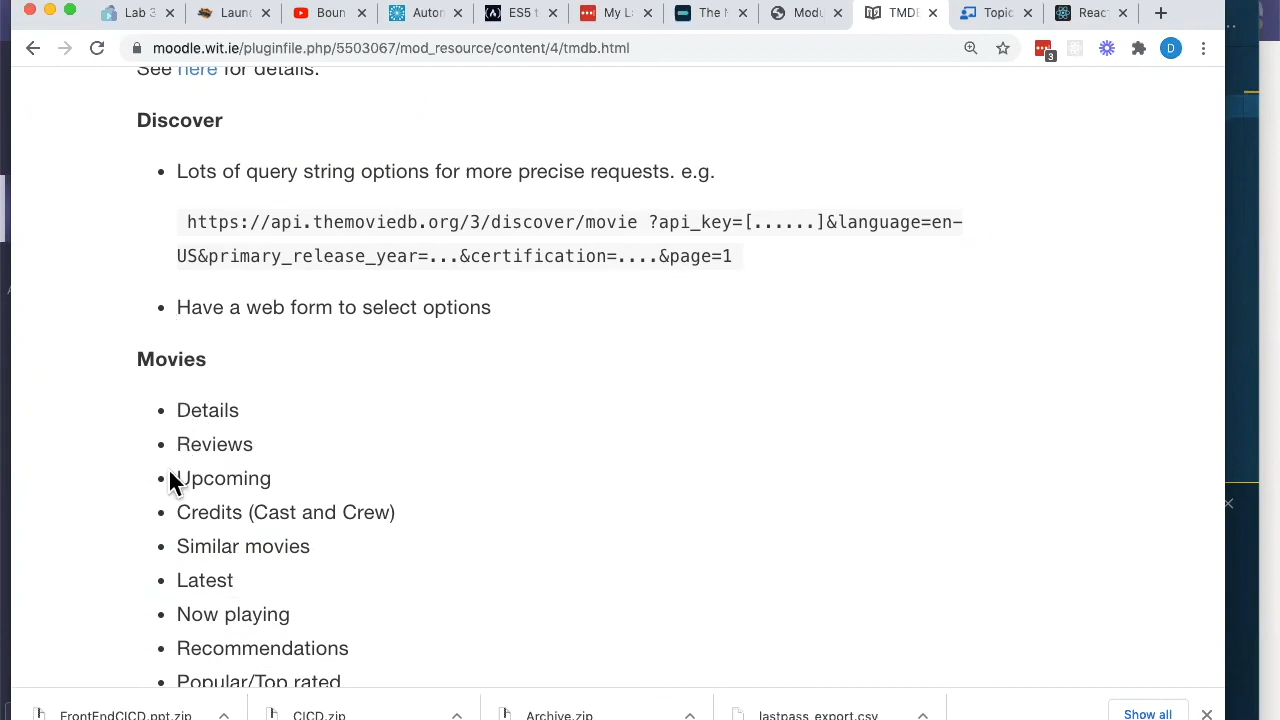 Lab 3
Laun
Boun
Auto
ES5
My L
The M
Modu
TMDE
Topic
Reac
moodle.wit.ie/pluginfile.php/5503067/mod_resource/content/4/tmdb.html
3
D
See here for details.
Discover
• Lots of query string options for more precise requests. e.g.
https://api.themoviedb.org/3/discover/movie ?api_key=[......]&language=en-
US&primary_release_year=...&certification=....&page=1
• Have a web form to select options
Movies
• Details
• Reviews
• Upcoming
• Credits (Cast and Crew)
• Similar movies
• Latest
• Now playing
• Recommendations
• Popular/Top rated
FrontEndCICD.ppt.zip
CICD.zip
Archive.zip
lastpass_export.csv
Show all